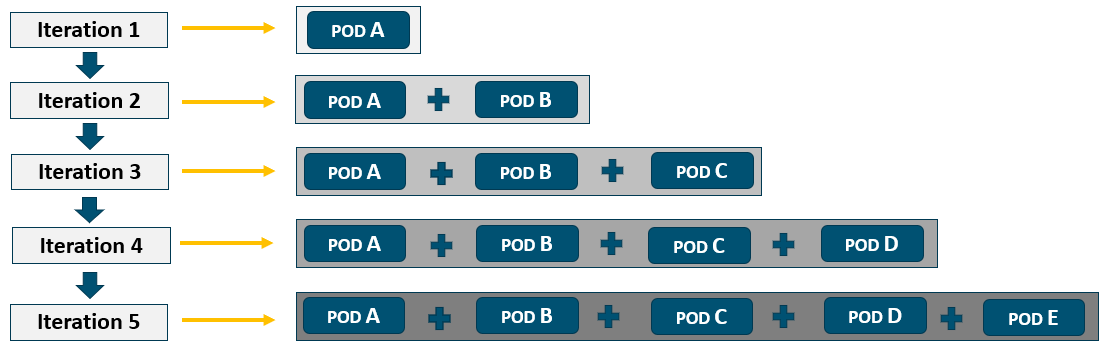 Iteration 1
POD A
Iteration 2
POD A + POD B
Iteration 3
POD A + POD B + POD C
Iteration 4
POD A + POD B + POD C + POD D
Iteration 5
POD A + POD B + POD C + POD D + POD E